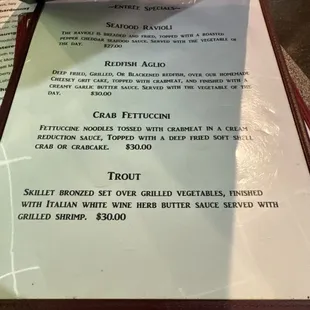 Entrée Specials
Seafood Ravioli
The ravioli is breaded and fried, topped with a roasted
pepper cheddar seafood sauce. Served with the vegetable of
the day. $27.00
Redfish Aglio
Deep fried, Grilled, Or Blackened redfish, over our homemade
Cheesey grit cake, topped with crabmeat, and finished with a
creamy garlic butter sauce. Served with the vegetable of the
day. $30.00
Crab Fettuccini
Fettuccine noodles tossed with crabmeat in a cream
reduction sauce, Topped with a deep fried soft shell
crab or crabcake. $30.00
Trout
Skillet bronzed set over grilled vegetables, finished
with Italian white wine herb butter sauce served with
grilled shrimp. $30.00